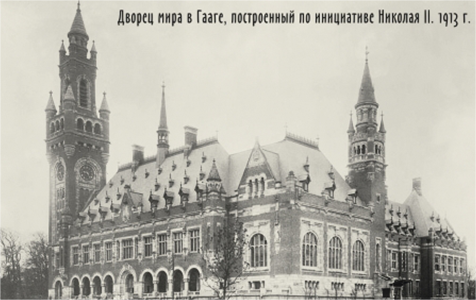 Дворец мира в Гааге, построенный по инициативе Николая II. 1913 г.